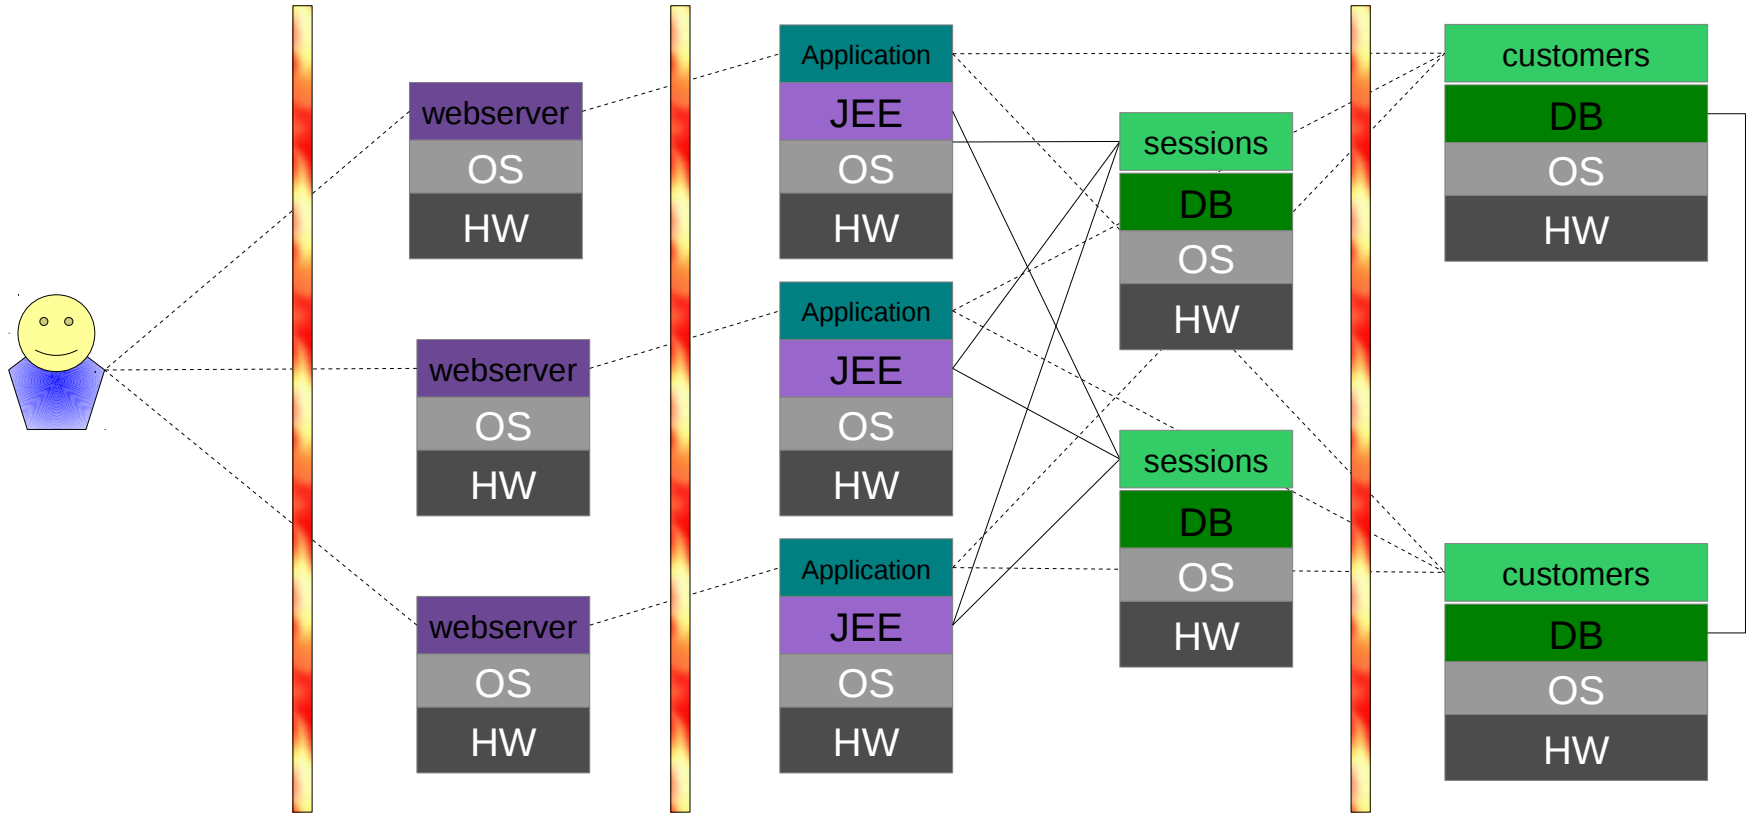 webserver
OS
HW
webserver
OS
HW
webserver
OS
HW
Application
JEE
OS
HW
Application
JEE
OS
HW
Application
JEE
OS
HW
sessions
DB
OS
HW
sessions
DB
OS
HW
customers
DB
OS
HW
customers
DB
OS
HW